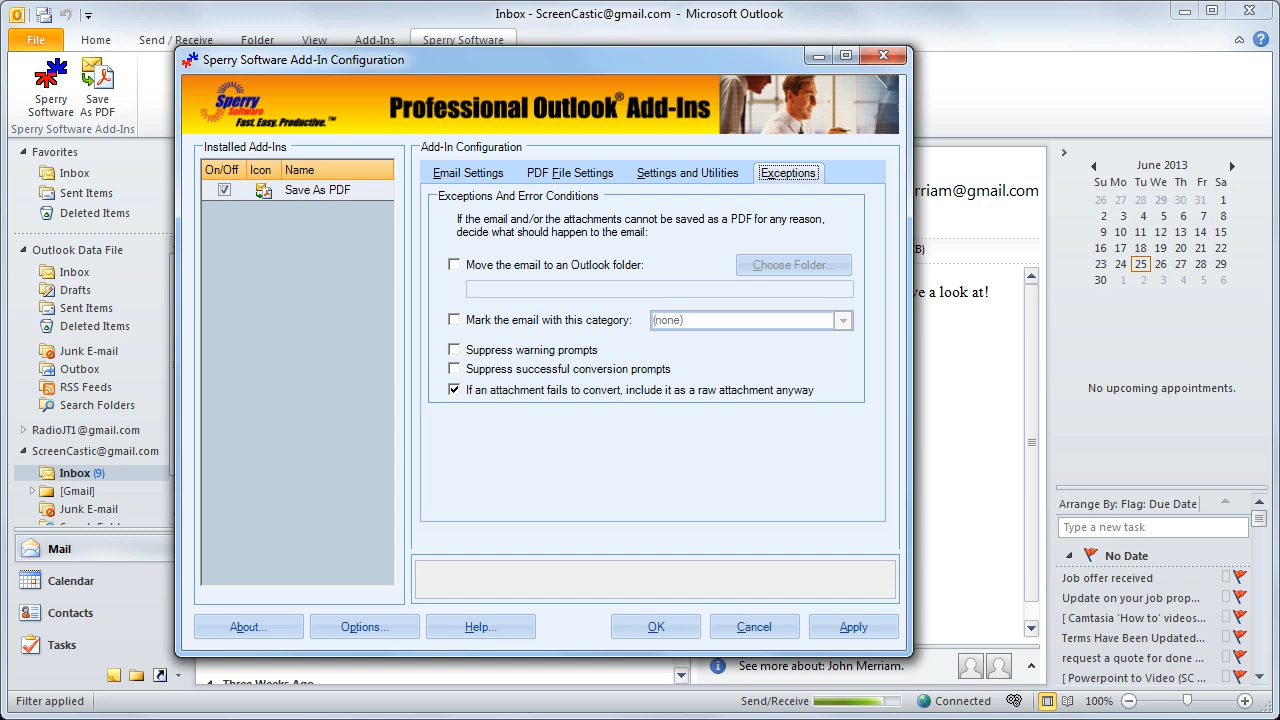 Inbox - ScreenCastic@gmail.com - Microsoft Outlook
File Home Send / Receive Folder View Add-Ins Sperry Software
Sperry Software
Save As PDF
Sperry Software Add-Ins
Favorites
Inbox
Sent Items
Deleted Items
Outlook Data File
Inbox
Drafts
Sent Items
Deleted Items
Junk E-mail
Outbox
RSS Feeds
Search Folders
RadioJT1@gmail.com
ScreenCastic@gmail.com
Inbox (9)
[Gmail]
Junk E-mail
Mail
Calendar
Contacts
Tasks
Sperry Software Add-In Configuration
Sperry Software
Fast. Easy. Productive.™
Professional Outlook® Add-Ins
Installed Add-Ins
On/Off Icon Name
Save As PDF
Add-In Configuration
Email Settings PDF File Settings Settings and Utilities Exceptions
Exceptions And Error Conditions
If the email and/or the attachments cannot be saved as a PDF for any reason,
decide what should happen to the email:
Move the email to an Outlook folder: Choose Folder...
Mark the email with this category: (none)
Suppress warning prompts
Suppress successful conversion prompts
If an attachment fails to convert, include it as a raw attachment anyway
About... Options... Help... OK Cancel Apply
Three Weeks Ago
rriam@gmail.com
B)
ve a look at!
See more about: John Merriam.
June 2013
Su Mo Tu We Th Fr Sa
26 27 28 29 30 31 1
2 3 4 5 6 7 8
9 10 11 12 13 14 15
16 17 18 19 20 21 22
23 24 25 26 27 28 29
30 1 2 3 4 5 6
No upcoming appointments.
Arrange By: Flag: Due Date
Type a new task
No Date
Job offer received
Update on your job prop...
[ Camtasia 'How to' videos...
Terms Have Been Updated...
request a quote for done ...
[ Powerpoint to Video (SC ...
Filter applied
Send/Receive
Connected
100%